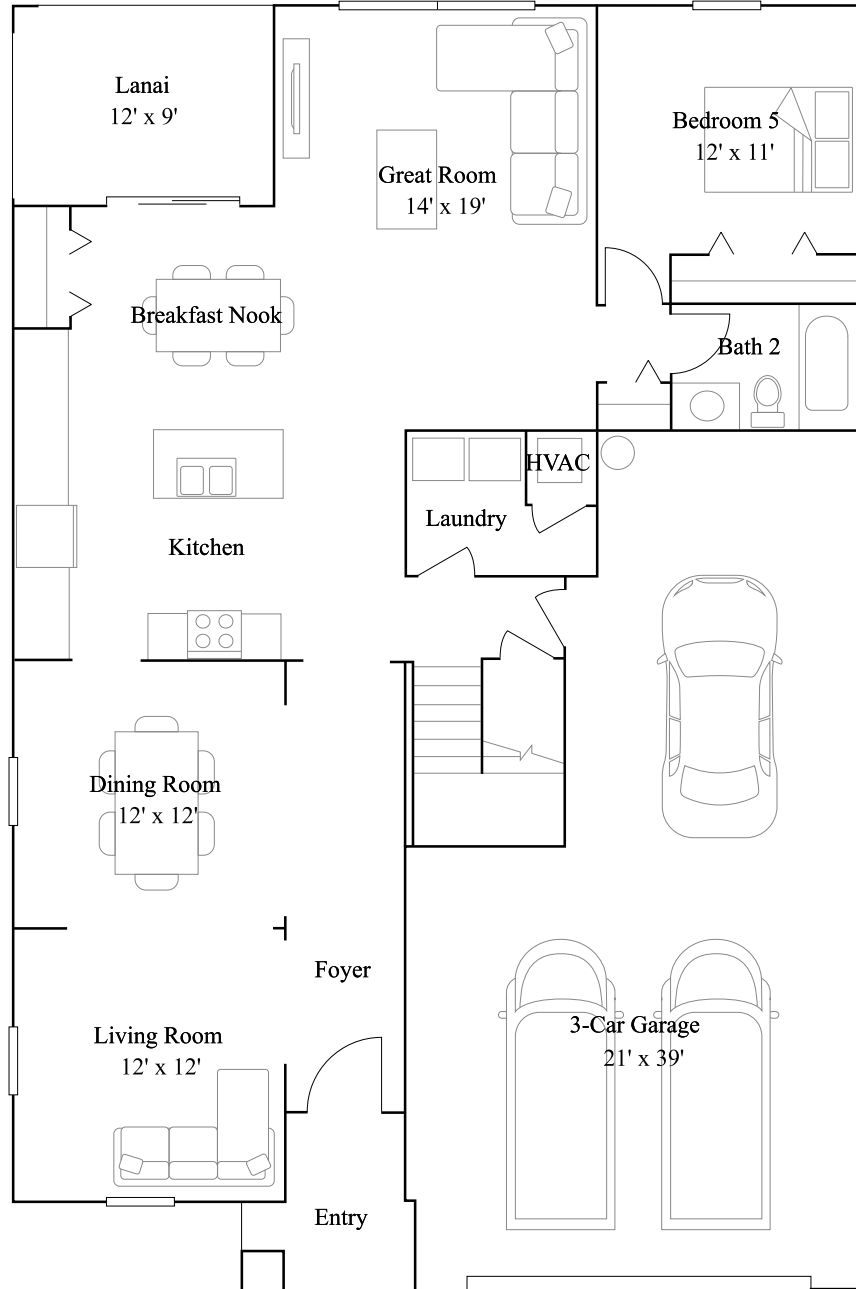 Lanai
12' x 9'
Great Room
14' x 19'
Bedroom 5
12' x 11'
Breakfast Nook
Bath 2
HVAC
Laundry
Kitchen
Dining Room
12' x 12'
Foyer
Living Room
12' x 12'
3-Car Garage
21' x 39'
Entry